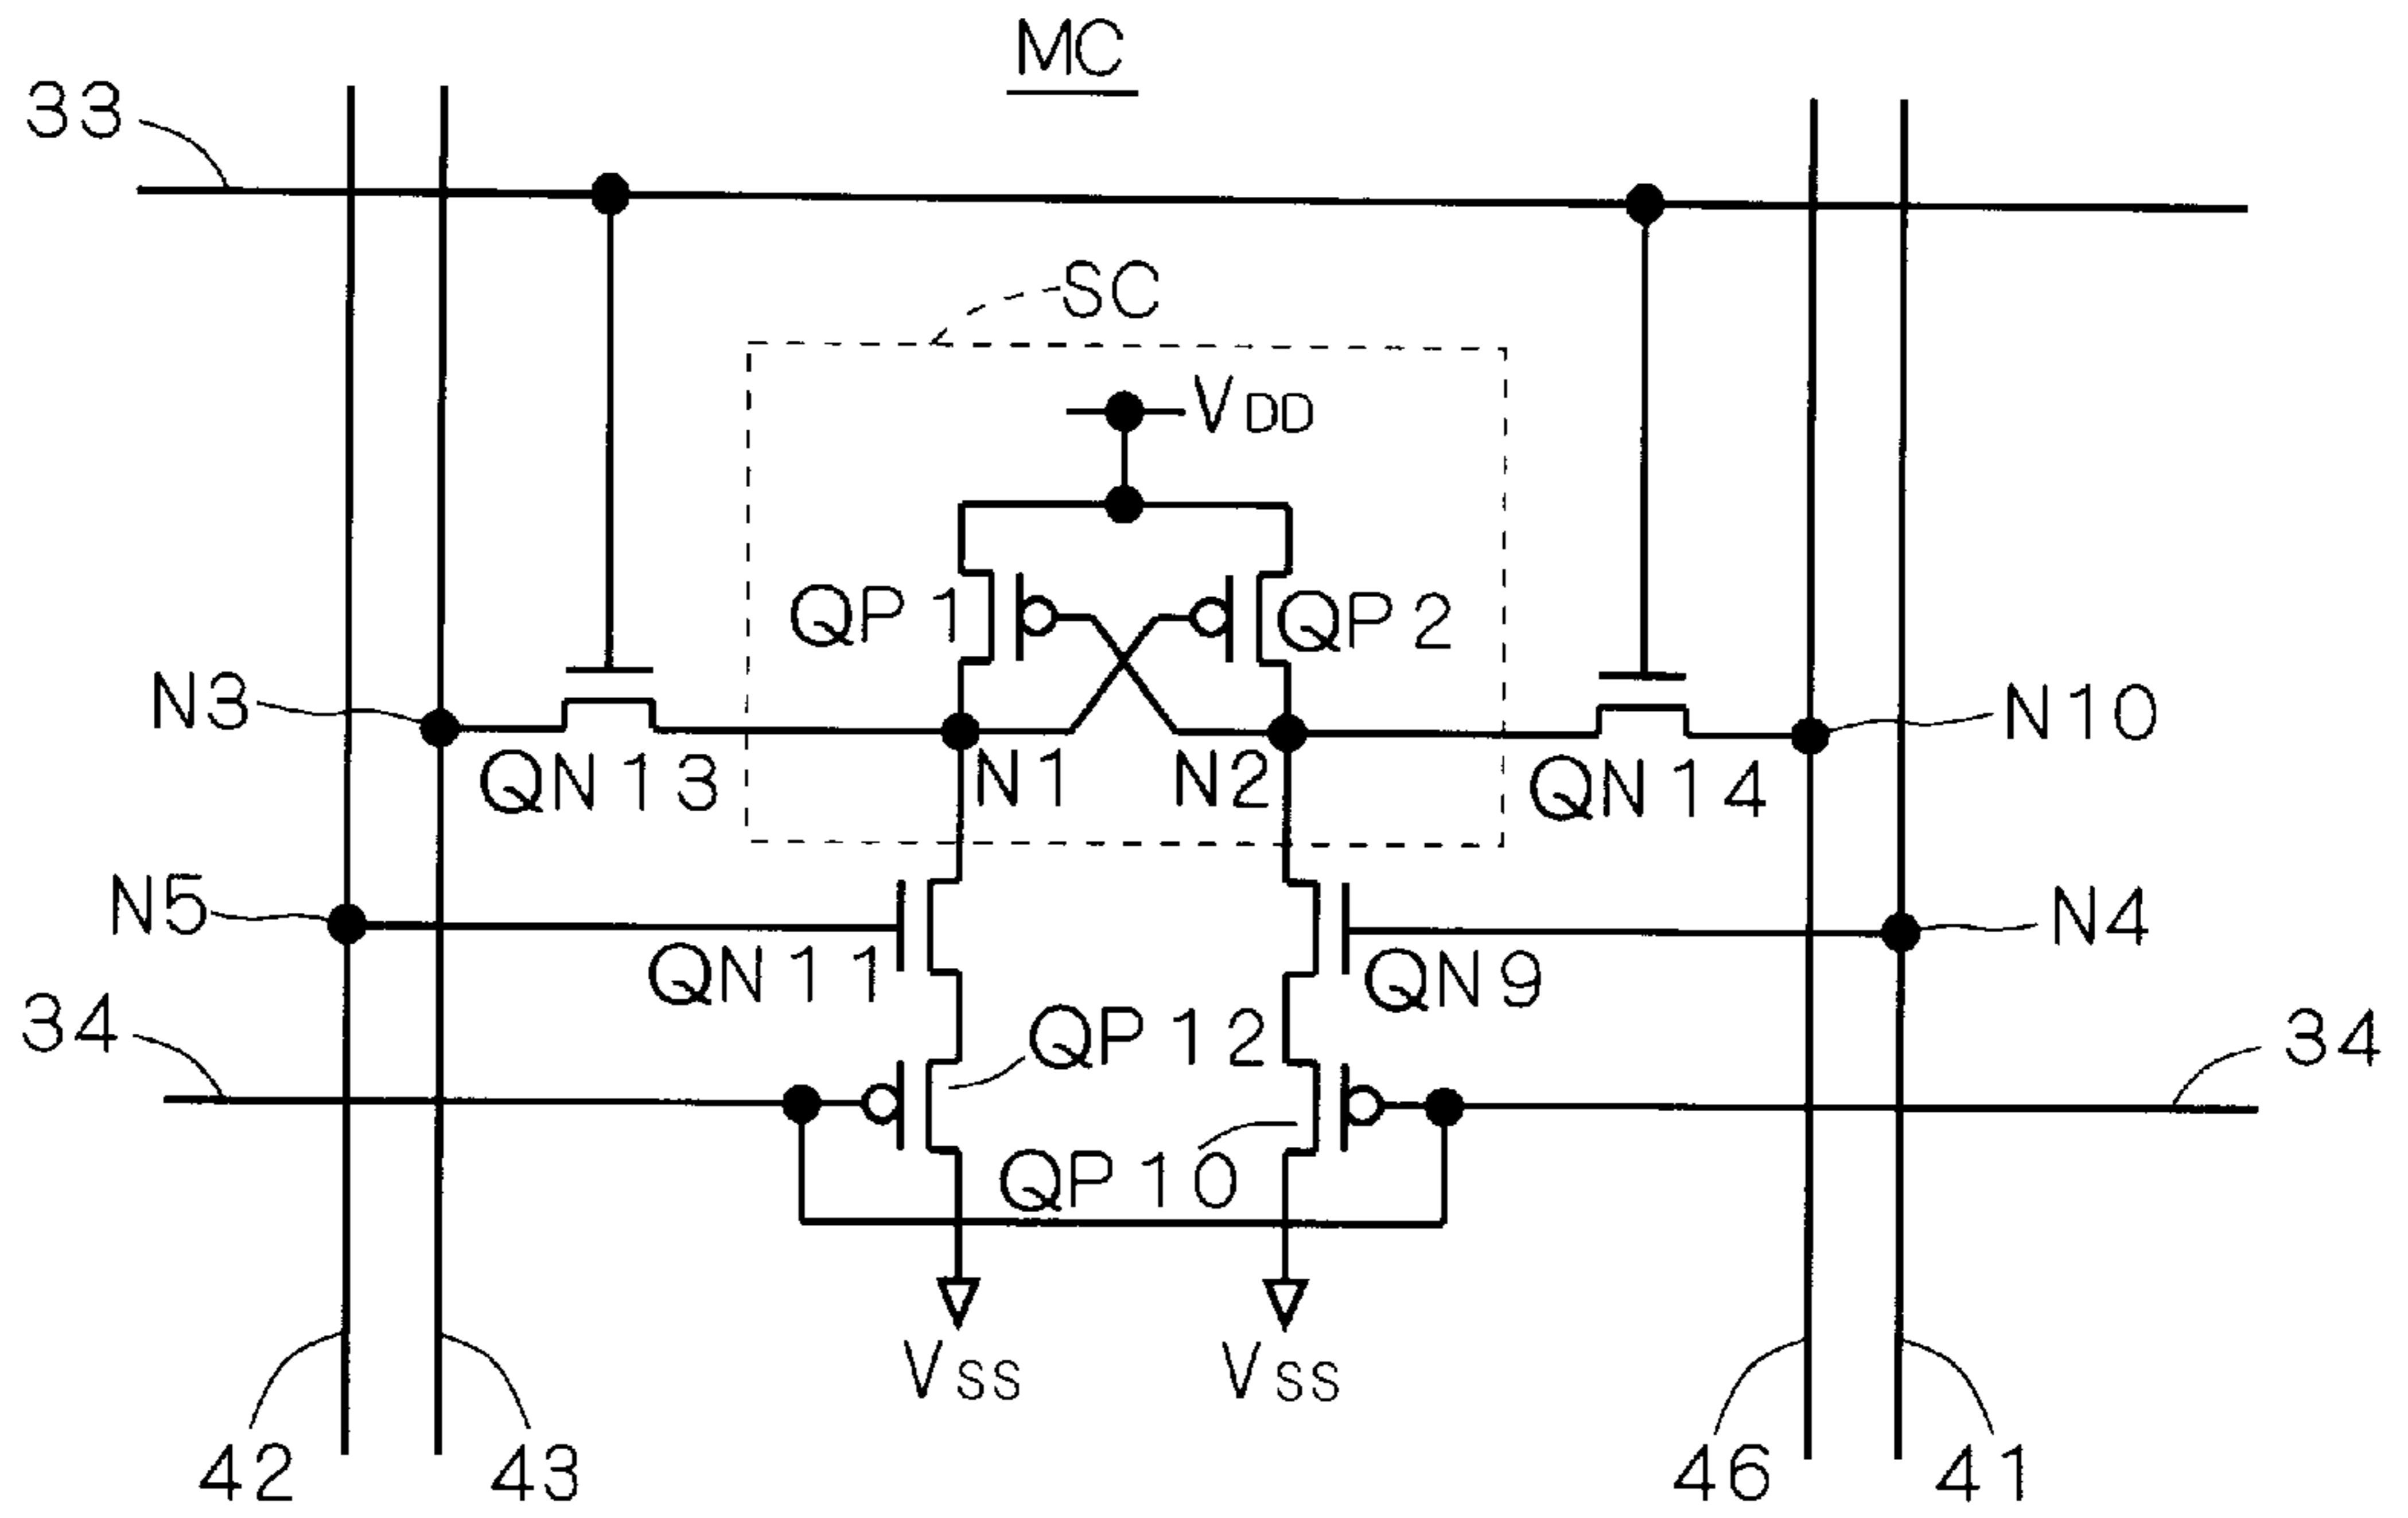 MC
33
SC
VDD
QP1
QP2
N3
N10
QN13
N1
N2
QN14
N5
N4
QN11
QN9
34
QP12
34
QP10
VSS
VSS
42
43
46
41